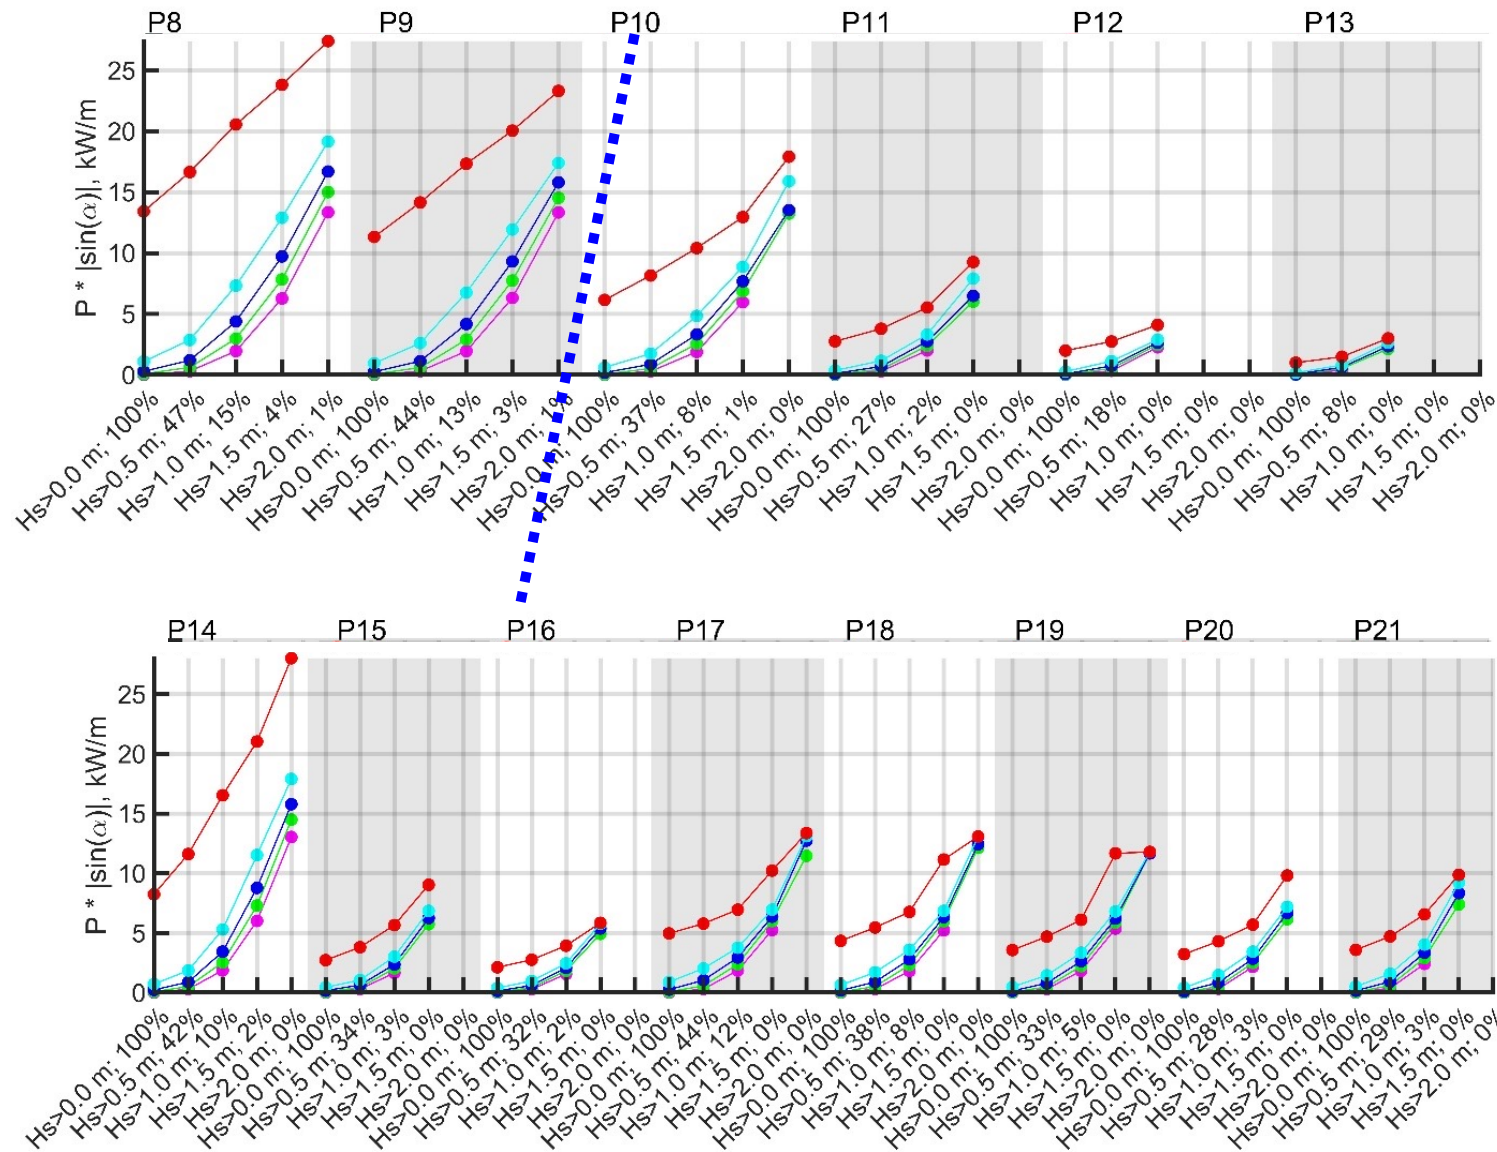 P8 P9 P10 P11 P12 P13
P * |sin(α)|, kW/m
25
20
15
10
5
0
Hs>0.0 m; 100%
Hs>0.5 m; 47%
Hs>1.0 m; 15%
Hs>1.5 m; 4%
Hs>2.0 m; 1%
Hs>0.0 m; 100%
Hs>0.5 m; 44%
Hs>1.0 m; 13%
Hs>1.5 m; 3%
Hs>2.0 m; 1%
Hs>0.0 m; 100%
Hs>0.5 m; 37%
Hs>1.0 m; 8%
Hs>1.5 m; 1%
Hs>2.0 m; 0%
Hs>0.0 m; 100%
Hs>0.5 m; 27%
Hs>1.0 m; 2%
Hs>1.5 m; 0%
Hs>2.0 m; 0%
Hs>0.0 m; 100%
Hs>0.5 m; 18%
Hs>1.0 m; 0%
Hs>1.5 m; 0%
Hs>2.0 m; 0%
Hs>0.0 m; 100%
Hs>0.5 m; 8%
Hs>1.0 m; 0%
Hs>1.5 m; 0%
Hs>2.0 m; 0%
P14 P15 P16 P17 P18 P19 P20 P21
P * |sin(α)|, kW/m
25
20
15
10
5
0
Hs>0.0 m; 100%
Hs>0.5 m; 42%
Hs>1.0 m; 10%
Hs>1.5 m; 2%
Hs>2.0 m; 0%
Hs>0.0 m; 100%
Hs>0.5 m; 34%
Hs>1.0 m; 3%
Hs>1.5 m; 0%
Hs>2.0 m; 0%
Hs>0.0 m; 100%
Hs>0.5 m; 32%
Hs>1.0 m; 2%
Hs>1.5 m; 0%
Hs>2.0 m; 0%
Hs>0.0 m; 100%
Hs>0.5 m; 44%
Hs>1.0 m; 12%
Hs>1.5 m; 0%
Hs>2.0 m; 0%
Hs>0.0 m; 100%
Hs>0.5 m; 38%
Hs>1.0 m; 8%
Hs>1.5 m; 0%
Hs>2.0 m; 0%
Hs>0.0 m; 100%
Hs>0.5 m; 33%
Hs>1.0 m; 5%
Hs>1.5 m; 0%
Hs>2.0 m; 0%
Hs>0.0 m; 100%
Hs>0.5 m; 28%
Hs>1.0 m; 3%
Hs>1.5 m; 0%
Hs>2.0 m; 0%
Hs>0.0 m; 100%
Hs>0.5 m; 29%
Hs>1.0 m; 3%
Hs>1.5 m; 0%
Hs>2.0 m; 0%